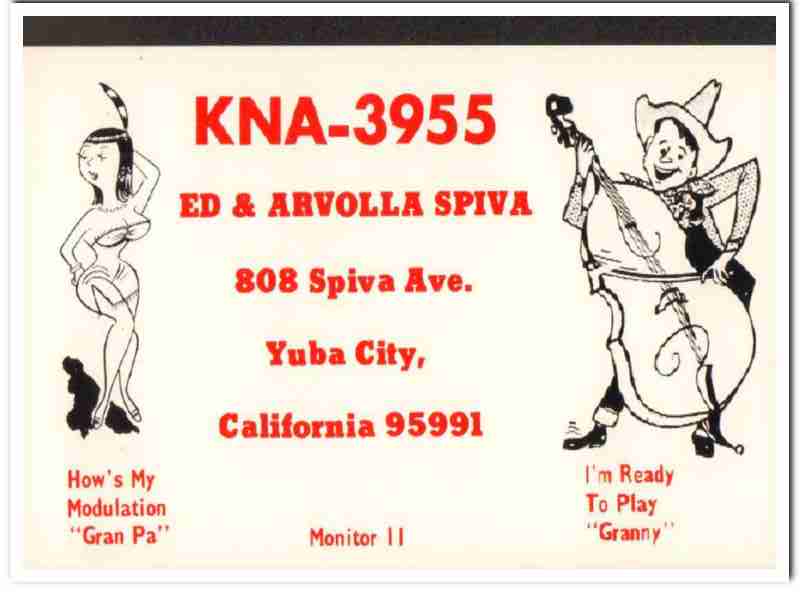 KNA-3955
ED & ARVOLLA SPIVA
808 Spiva Ave.
Yuba City,
California 95991
How's My
Modulation
"Gran Pa"
Monitor 11
I'm Ready
To Play
"Granny"